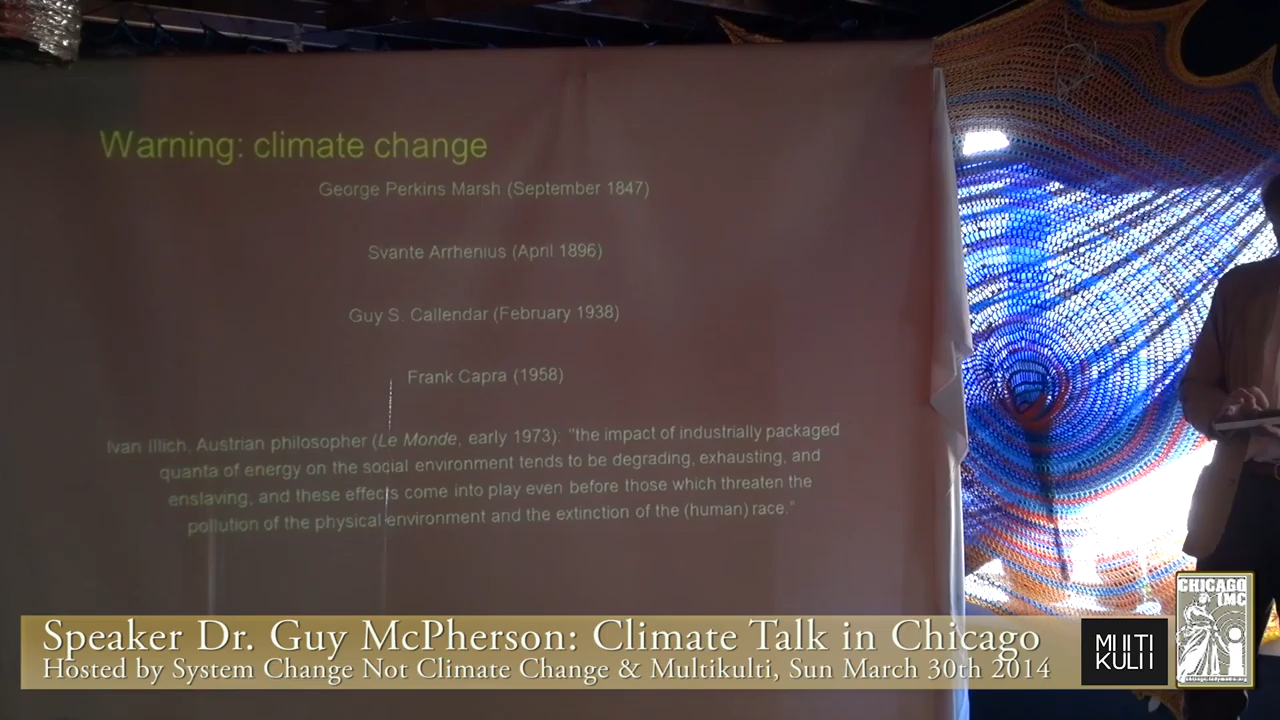 Warning: climate change
George Perkins Marsh (September 1847)
Svante Arrhenius (April 1896)
Guy S. Callendar (February 1938)
Frank Capra (1958)
Ivan Illich, Austrian philosopher (Le Monde, early 1973): "the impact of industrially packaged
quanta of energy on the social environment tends to be degrading, exhausting, and
enslaving, and these effects come into play even before those which threaten the
pollution of the physical environment and the extinction of the (human) race."
Speaker Dr. Guy McPherson: Climate Talk in Chicago
Hosted by System Change Not Climate Change & Multikulti, Sun March 30th 2014
MULTI
KULTI
CHICAGO
IMC
chicago.indymedia.org